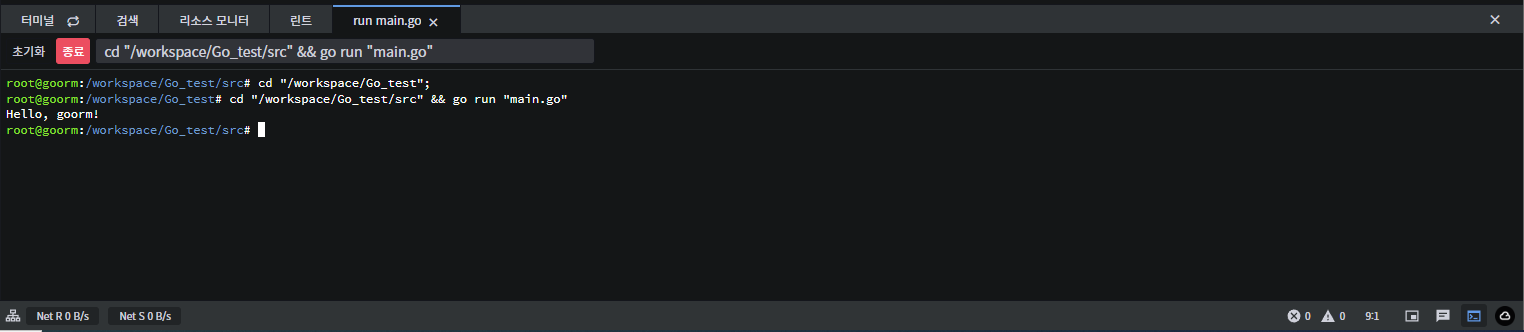 터미널 검색 리소스 모니터 린트 run main.go
초기화 종료 cd "/workspace/Go_test/src" && go run "main.go"
root@goorm:/workspace/Go_test/src# cd "/workspace/Go_test";
root@goorm:/workspace/Go_test# cd "/workspace/Go_test/src" && go run "main.go"
Hello, goorm!
root@goorm:/workspace/Go_test/src#
Net R 0 B/s Net S 0 B/s 0 0 9:1